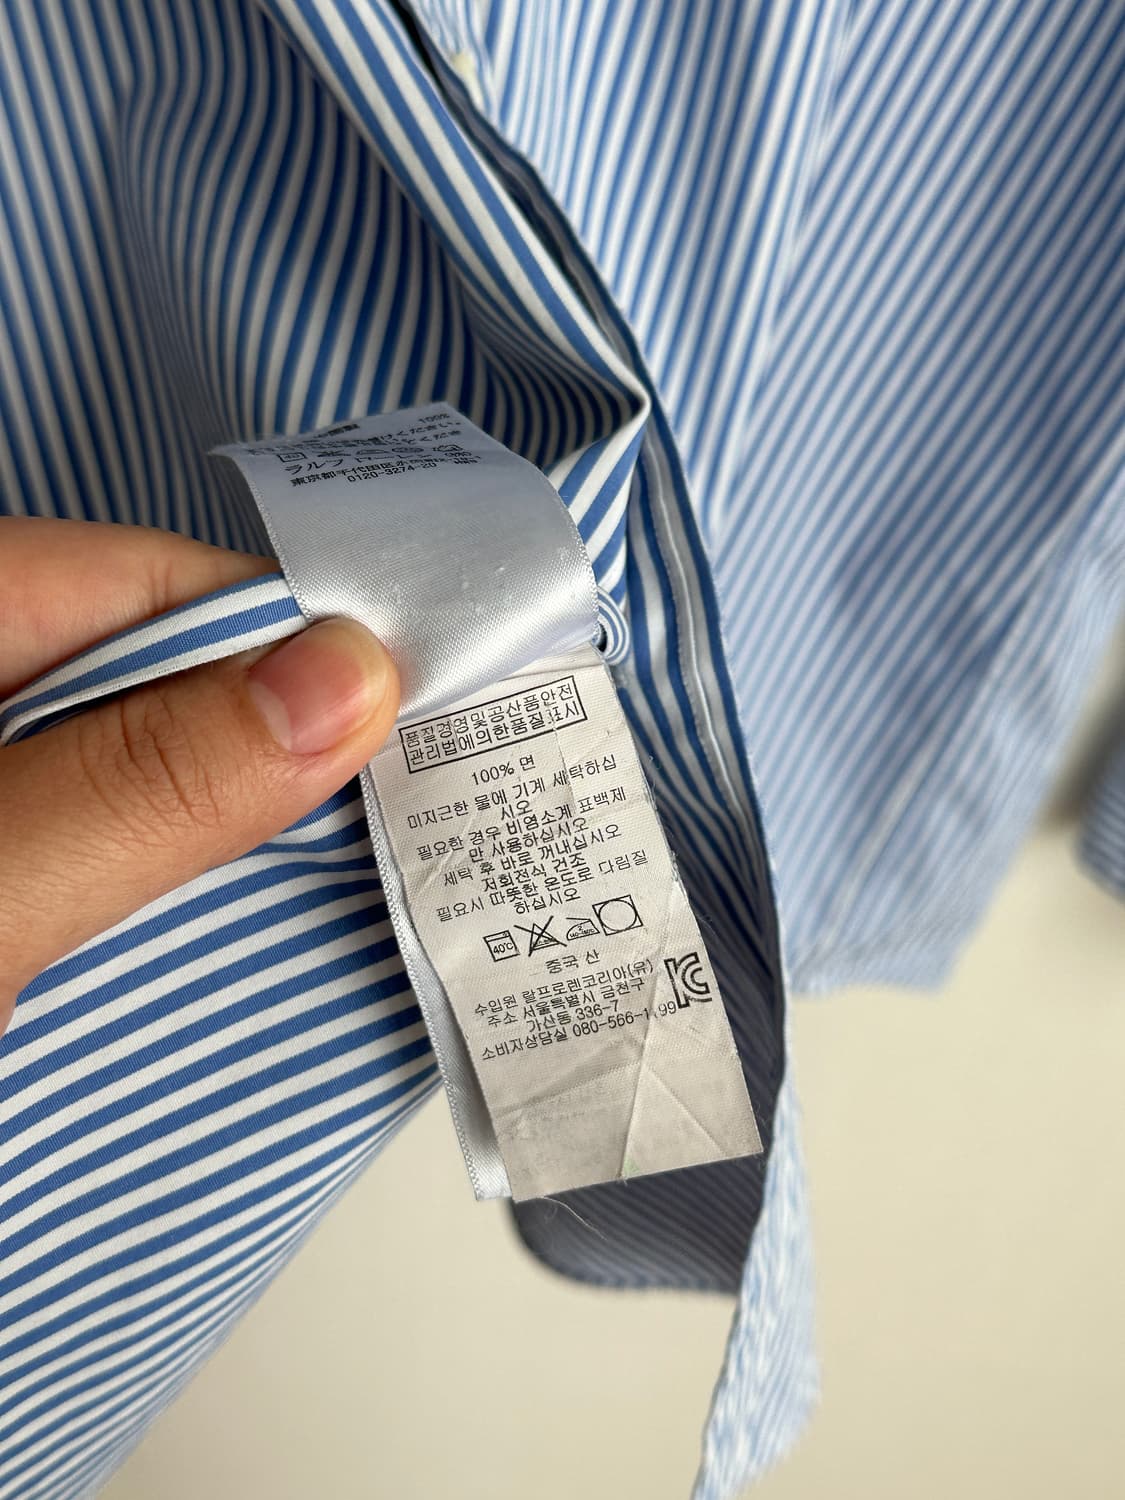 100%
ラルフ ローレン
東京都千代田区永田町
0120-3274-20
품질경영및공산품안전
관리법에의한품질표시
100% 면
미지근한 물에 기계 세탁하십
시오
필요한 경우 비염소계 표백제
만 사용하십시오
세탁 후 바로 꺼내십시오
저회전식 건조
필요시 따뜻한 온도로 다림질
하십시오
40℃
중국 산
수입원 랄프로렌코리아(유)
주소 서울특별시 금천구
가산동 336-7
소비자상담실